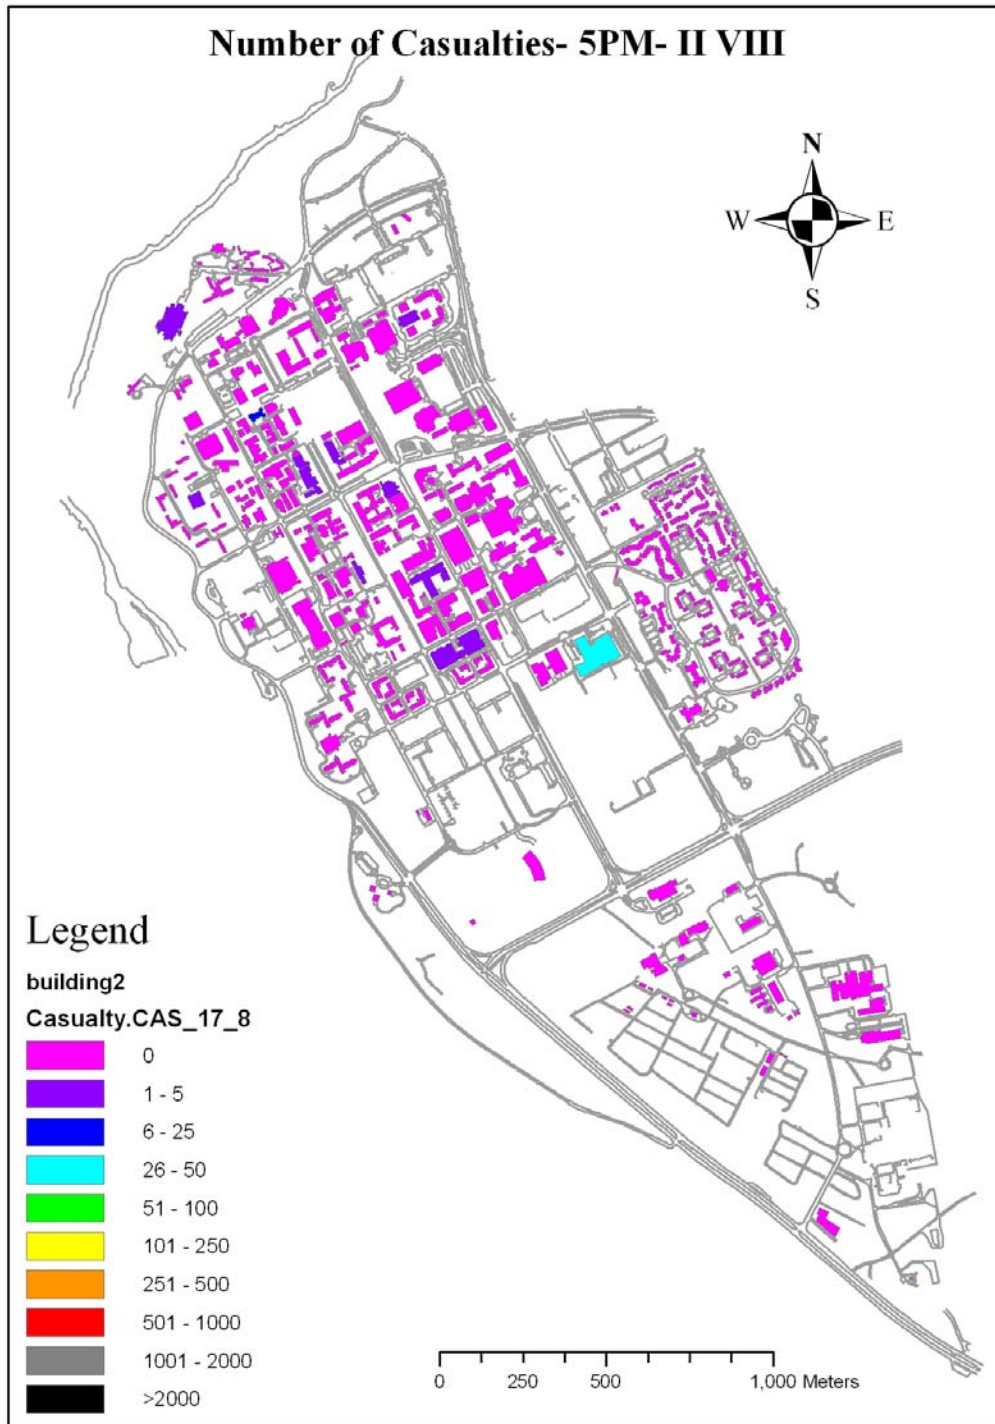 Number of Casualties- 5PM- II VIII
N
W E
S
Legend
building2
Casualty.CAS_17_8
0
1 - 5
6 - 25
26 - 50
51 - 100
101 - 250
251 - 500
501 - 1000
1001 - 2000
>2000
0 250 500 1,000 Meters